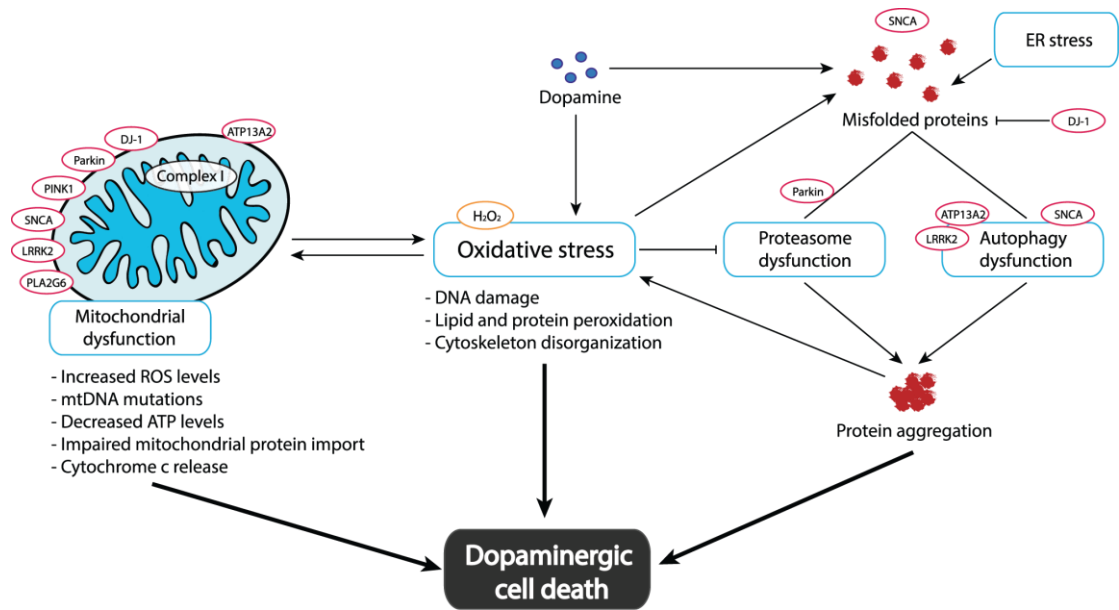 SNCA
ER stress
Dopamine
Misfolded proteins
DJ-1
ATP13A2
DJ-1
Parkin
Complex I
PINK1
SNCA
LRRK2
PLA2G6
Mitochondrial
dysfunction
- Increased ROS levels
- mtDNA mutations
- Decreased ATP levels
- Impaired mitochondrial protein import
- Cytochrome c release
H₂O₂
Oxidative stress
- DNA damage
- Lipid and protein peroxidation
- Cytoskeleton disorganization
Parkin
Proteasome
dysfunction
ATP13A2
SNCA
LRRK2
Autophagy
dysfunction
Protein aggregation
Dopaminergic
cell death